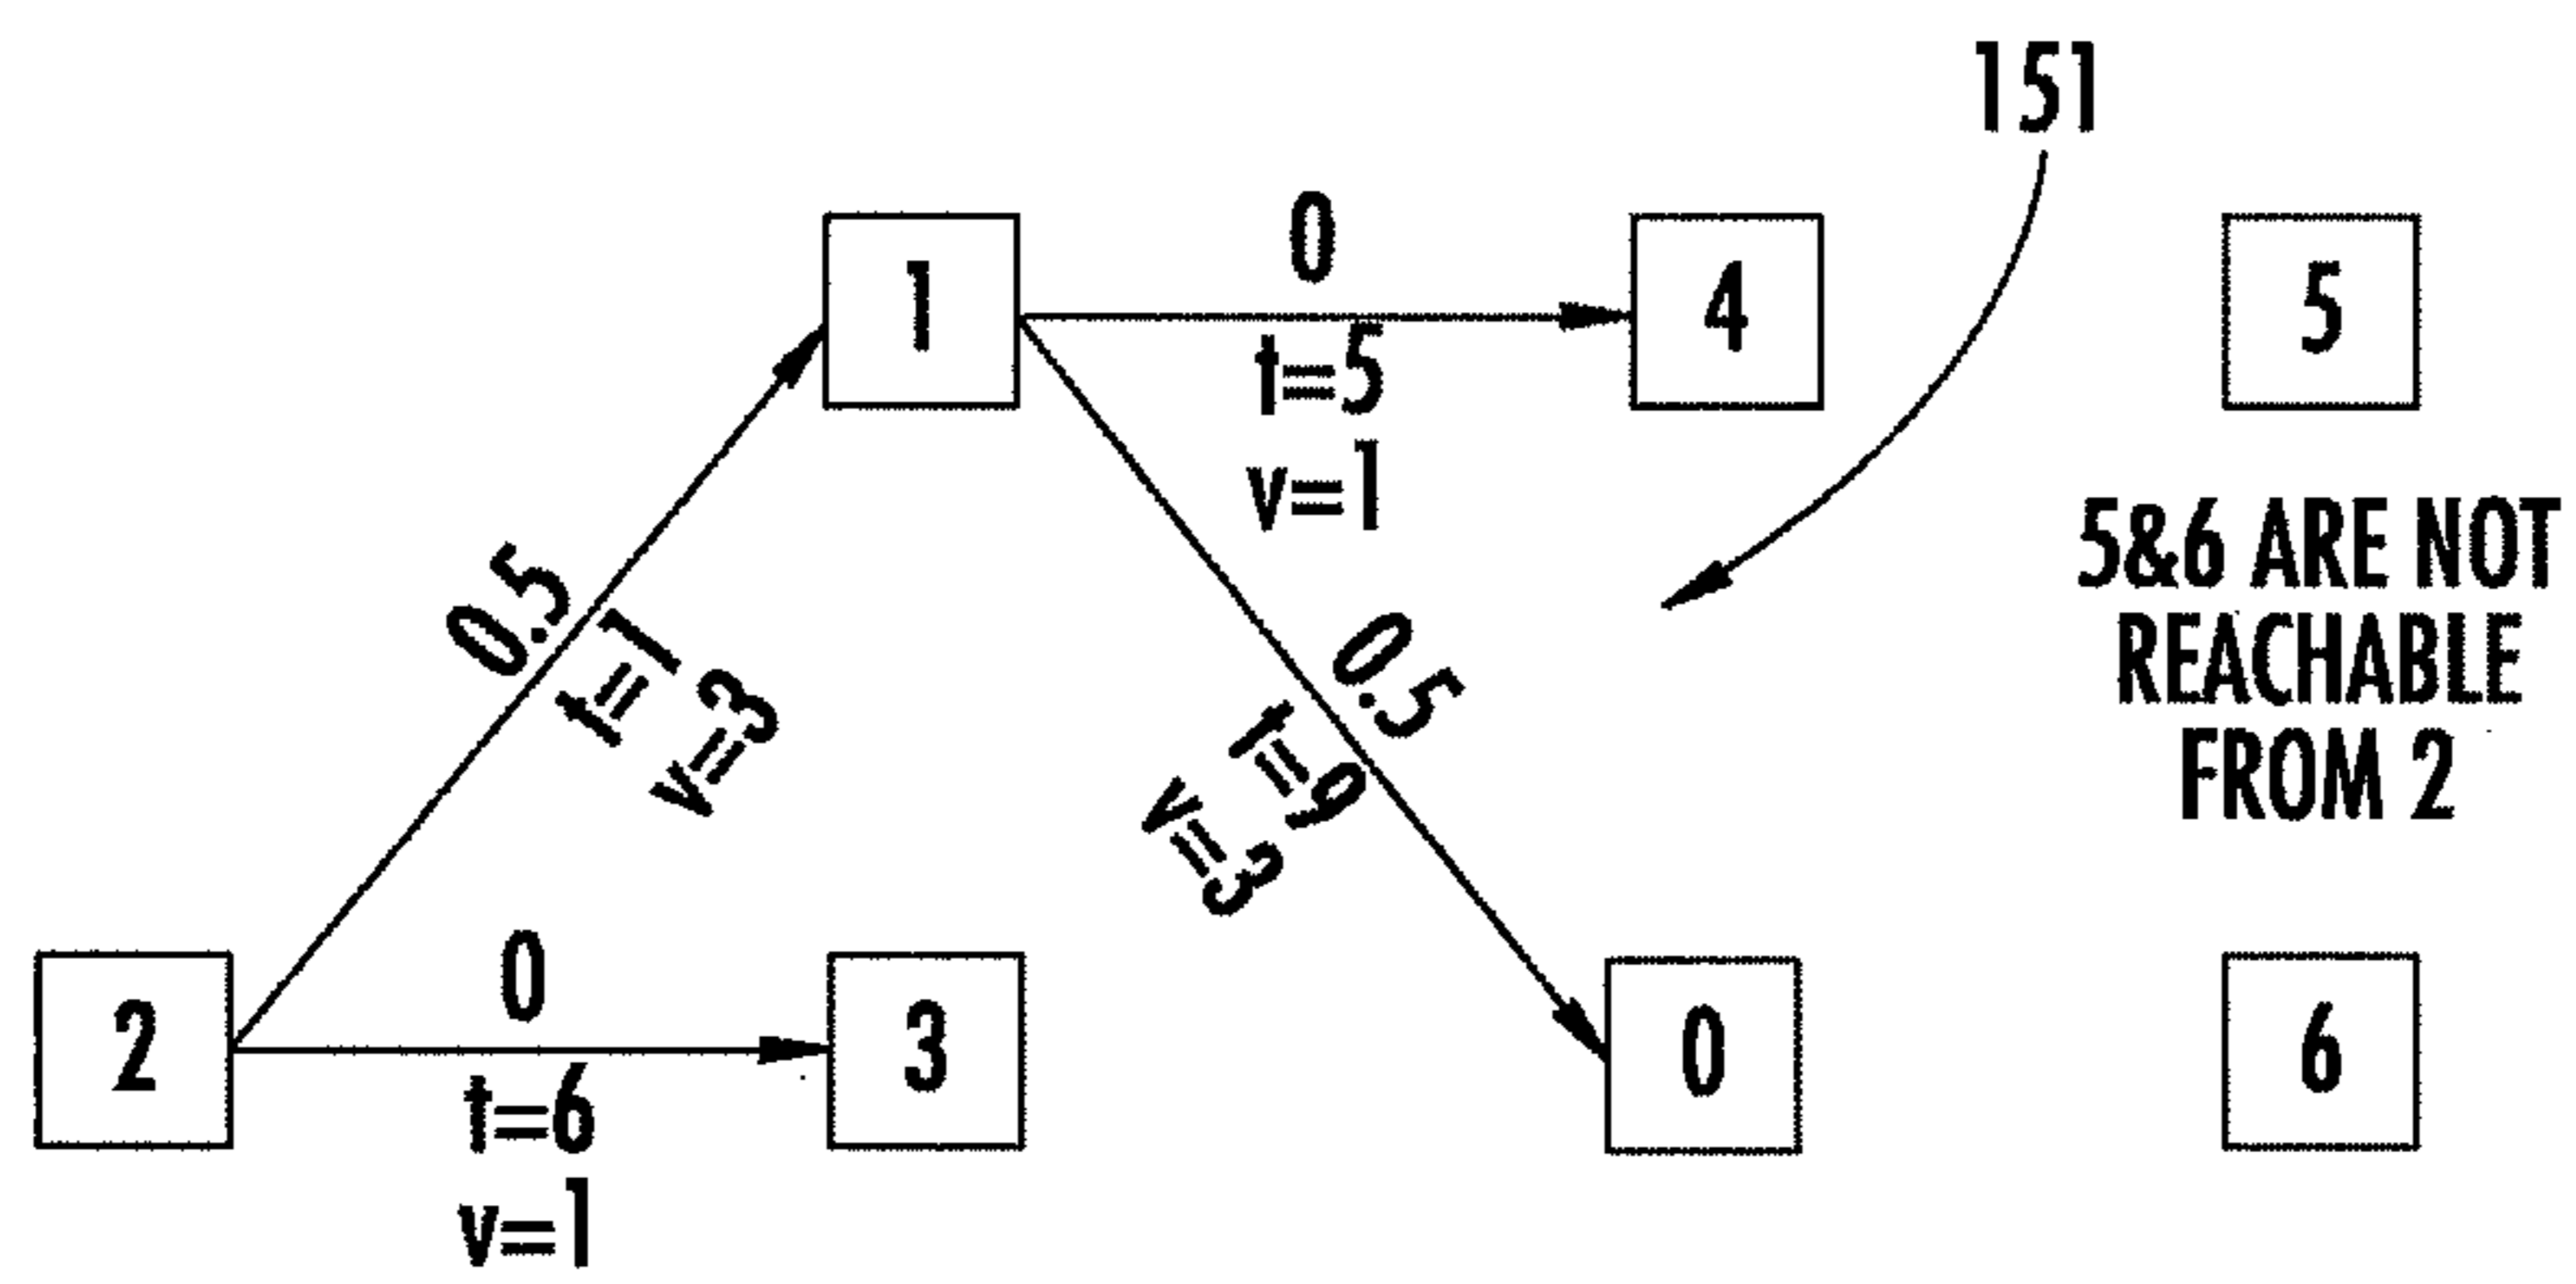 151
0
1
4
5
t=5
v=1
5&6 ARE NOT
REACHABLE
FROM 2
0.5
t=1
v=3
0.5
t=9
v=3
0
2
3
0
6
t=6
v=1